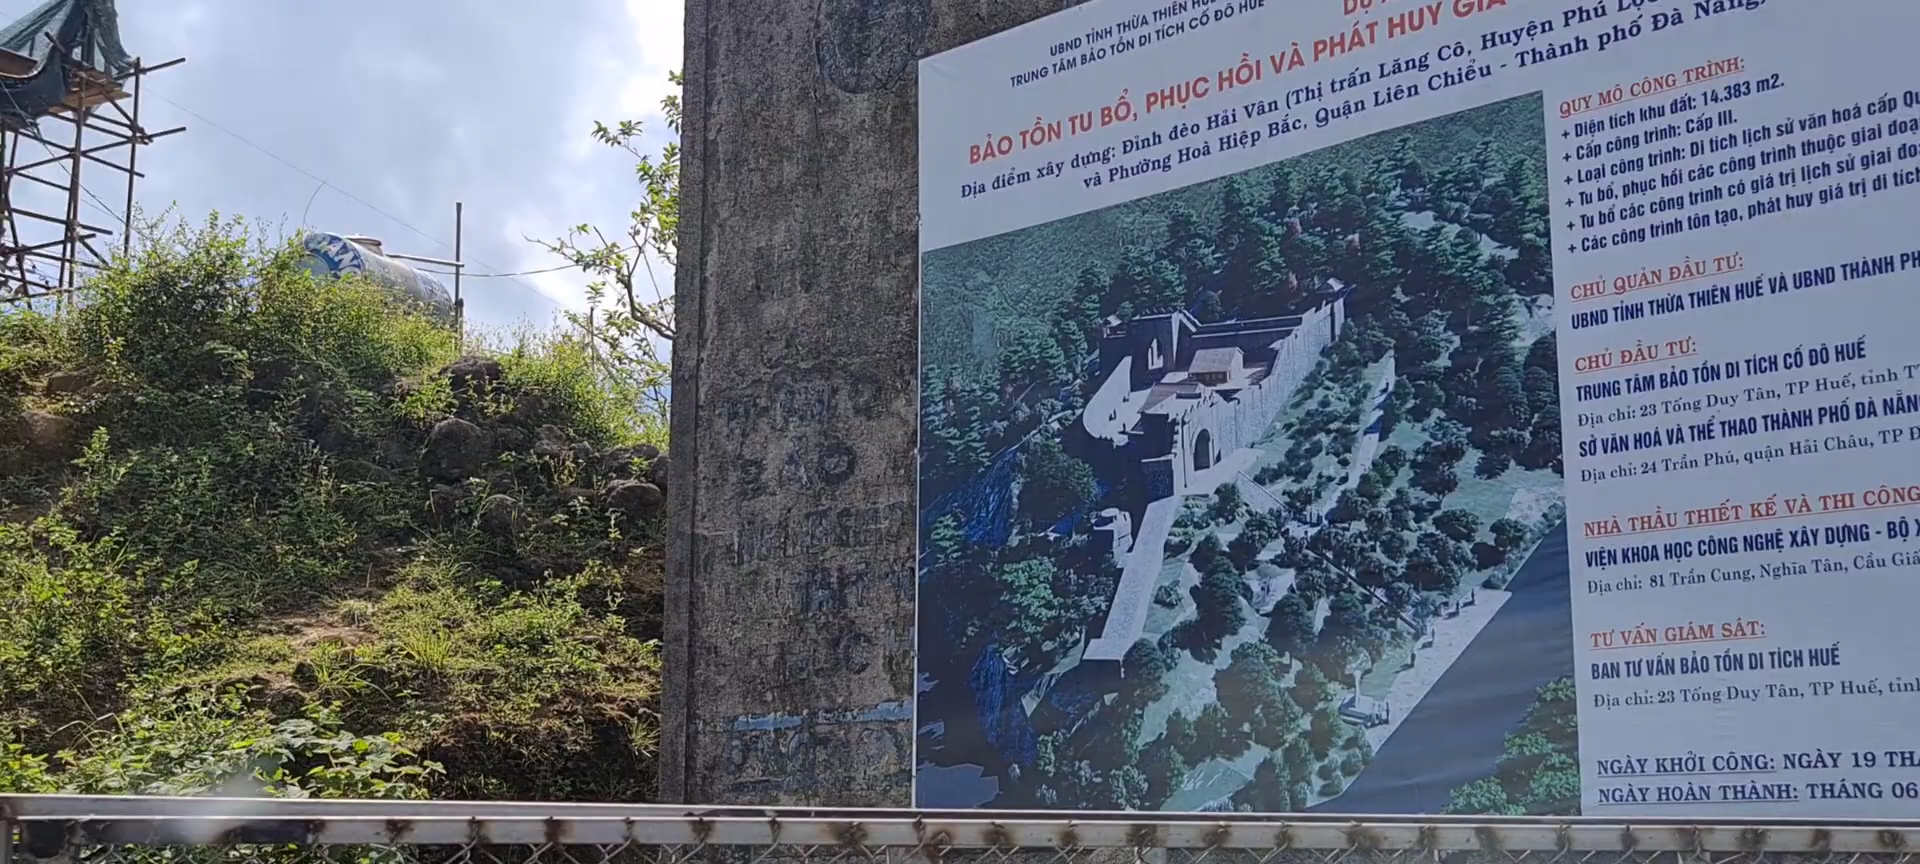 UBND TỈNH THỪA THIÊN HUẾ
TRUNG TÂM BẢO TỒN DI TÍCH CỐ ĐÔ HUẾ
BẢO TỒN TU BỔ, PHỤC HỒI VÀ PHÁT HUY GIÁ
Địa điểm xây dựng: Đỉnh đèo Hải Vân (Thị trấn Lăng Cô, Huyện Phú Lộc
và Phường Hoà Hiệp Bắc, Quận Liên Chiểu - Thành phố Đà Nẵng)
QUY MÔ CÔNG TRÌNH:
+ Diện tích khu đất: 14.383 m2.
+ Cấp công trình: Cấp III.
+ Loại công trình: Di tích lịch sử văn hoá cấp
+ Tu bổ, phục hồi các công trình thuộc giai
+ Tu bổ các công trình có giá trị lịch sử giai
+ Các công trình tôn tạo, phát huy giá trị di tích
CHỦ QUẢN ĐẦU TƯ:
UBND TỈNH THỪA THIÊN HUẾ VÀ UBND THÀNH
CHỦ ĐẦU TƯ:
TRUNG TÂM BẢO TỒN DI TÍCH CỐ ĐÔ HUẾ
Địa chỉ: 23 Tống Duy Tân, TP Huế, tỉnh
SỞ VĂN HOÁ VÀ THỂ THAO THÀNH PHỐ ĐÀ NẴNG
Địa chỉ: 24 Trần Phú, quận Hải Châu, TP
NHÀ THẦU THIẾT KẾ VÀ THI CÔNG
VIỆN KHOA HỌC CÔNG NGHỆ XÂY DỰNG - BỘ
Địa chỉ: 81 Trần Cung, Nghĩa Tân, Cầu
TƯ VẤN GIÁM SÁT:
BAN TƯ VẤN BẢO TỒN DI TÍCH HUẾ
Địa chỉ: 23 Tống Duy Tân, TP Huế, tỉnh
NGÀY KHỞI CÔNG: NGÀY 19
NGÀY HOÀN THÀNH: THÁNG 06